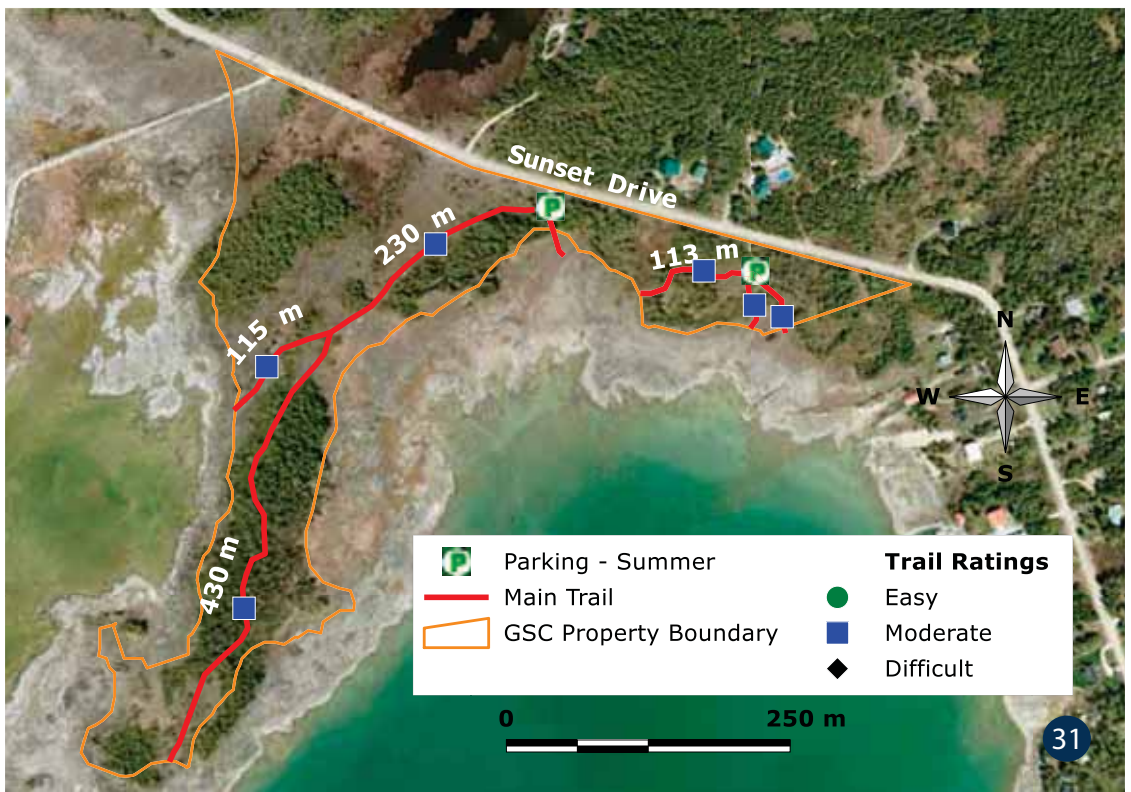 Sunset Drive
230 m
P
113 m
P
115 m
N
W E
S
430 m
P Parking - Summer
Main Trail
GSC Property Boundary
Trail Ratings
Easy
Moderate
Difficult
0 250 m
31